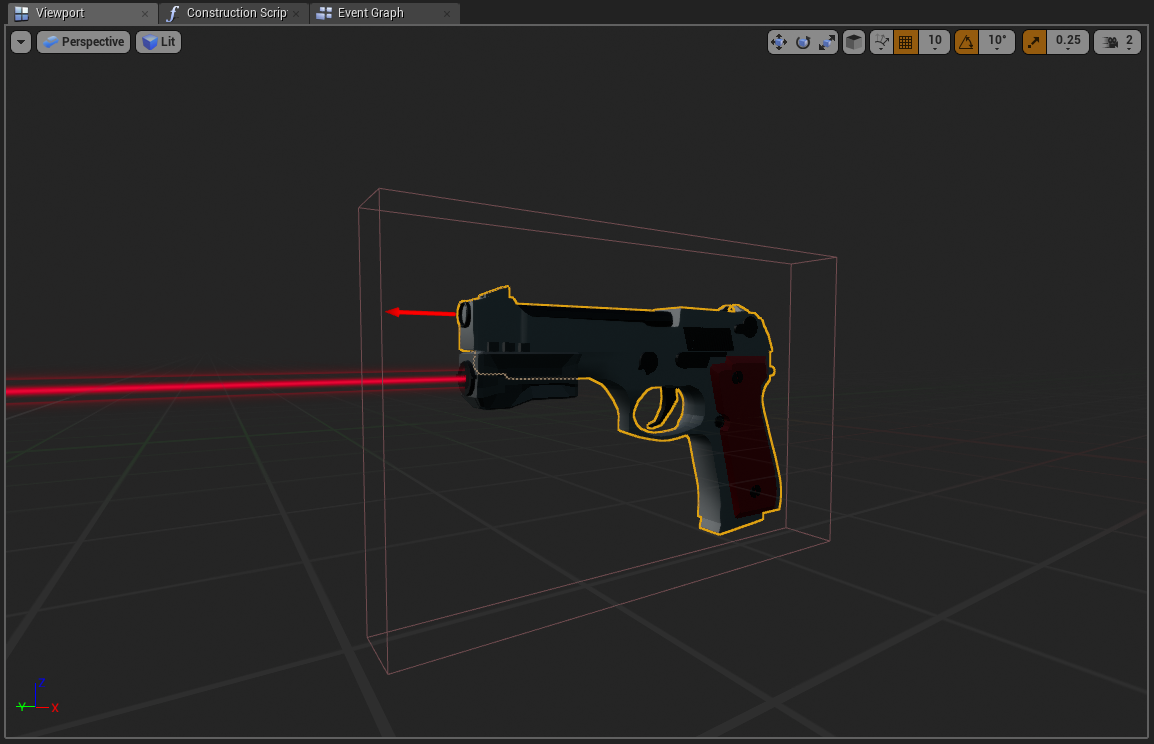 Viewport
Construction Scrip
Event Graph
Perspective
Lit
10
10°
0.25
2
Z
Y
X